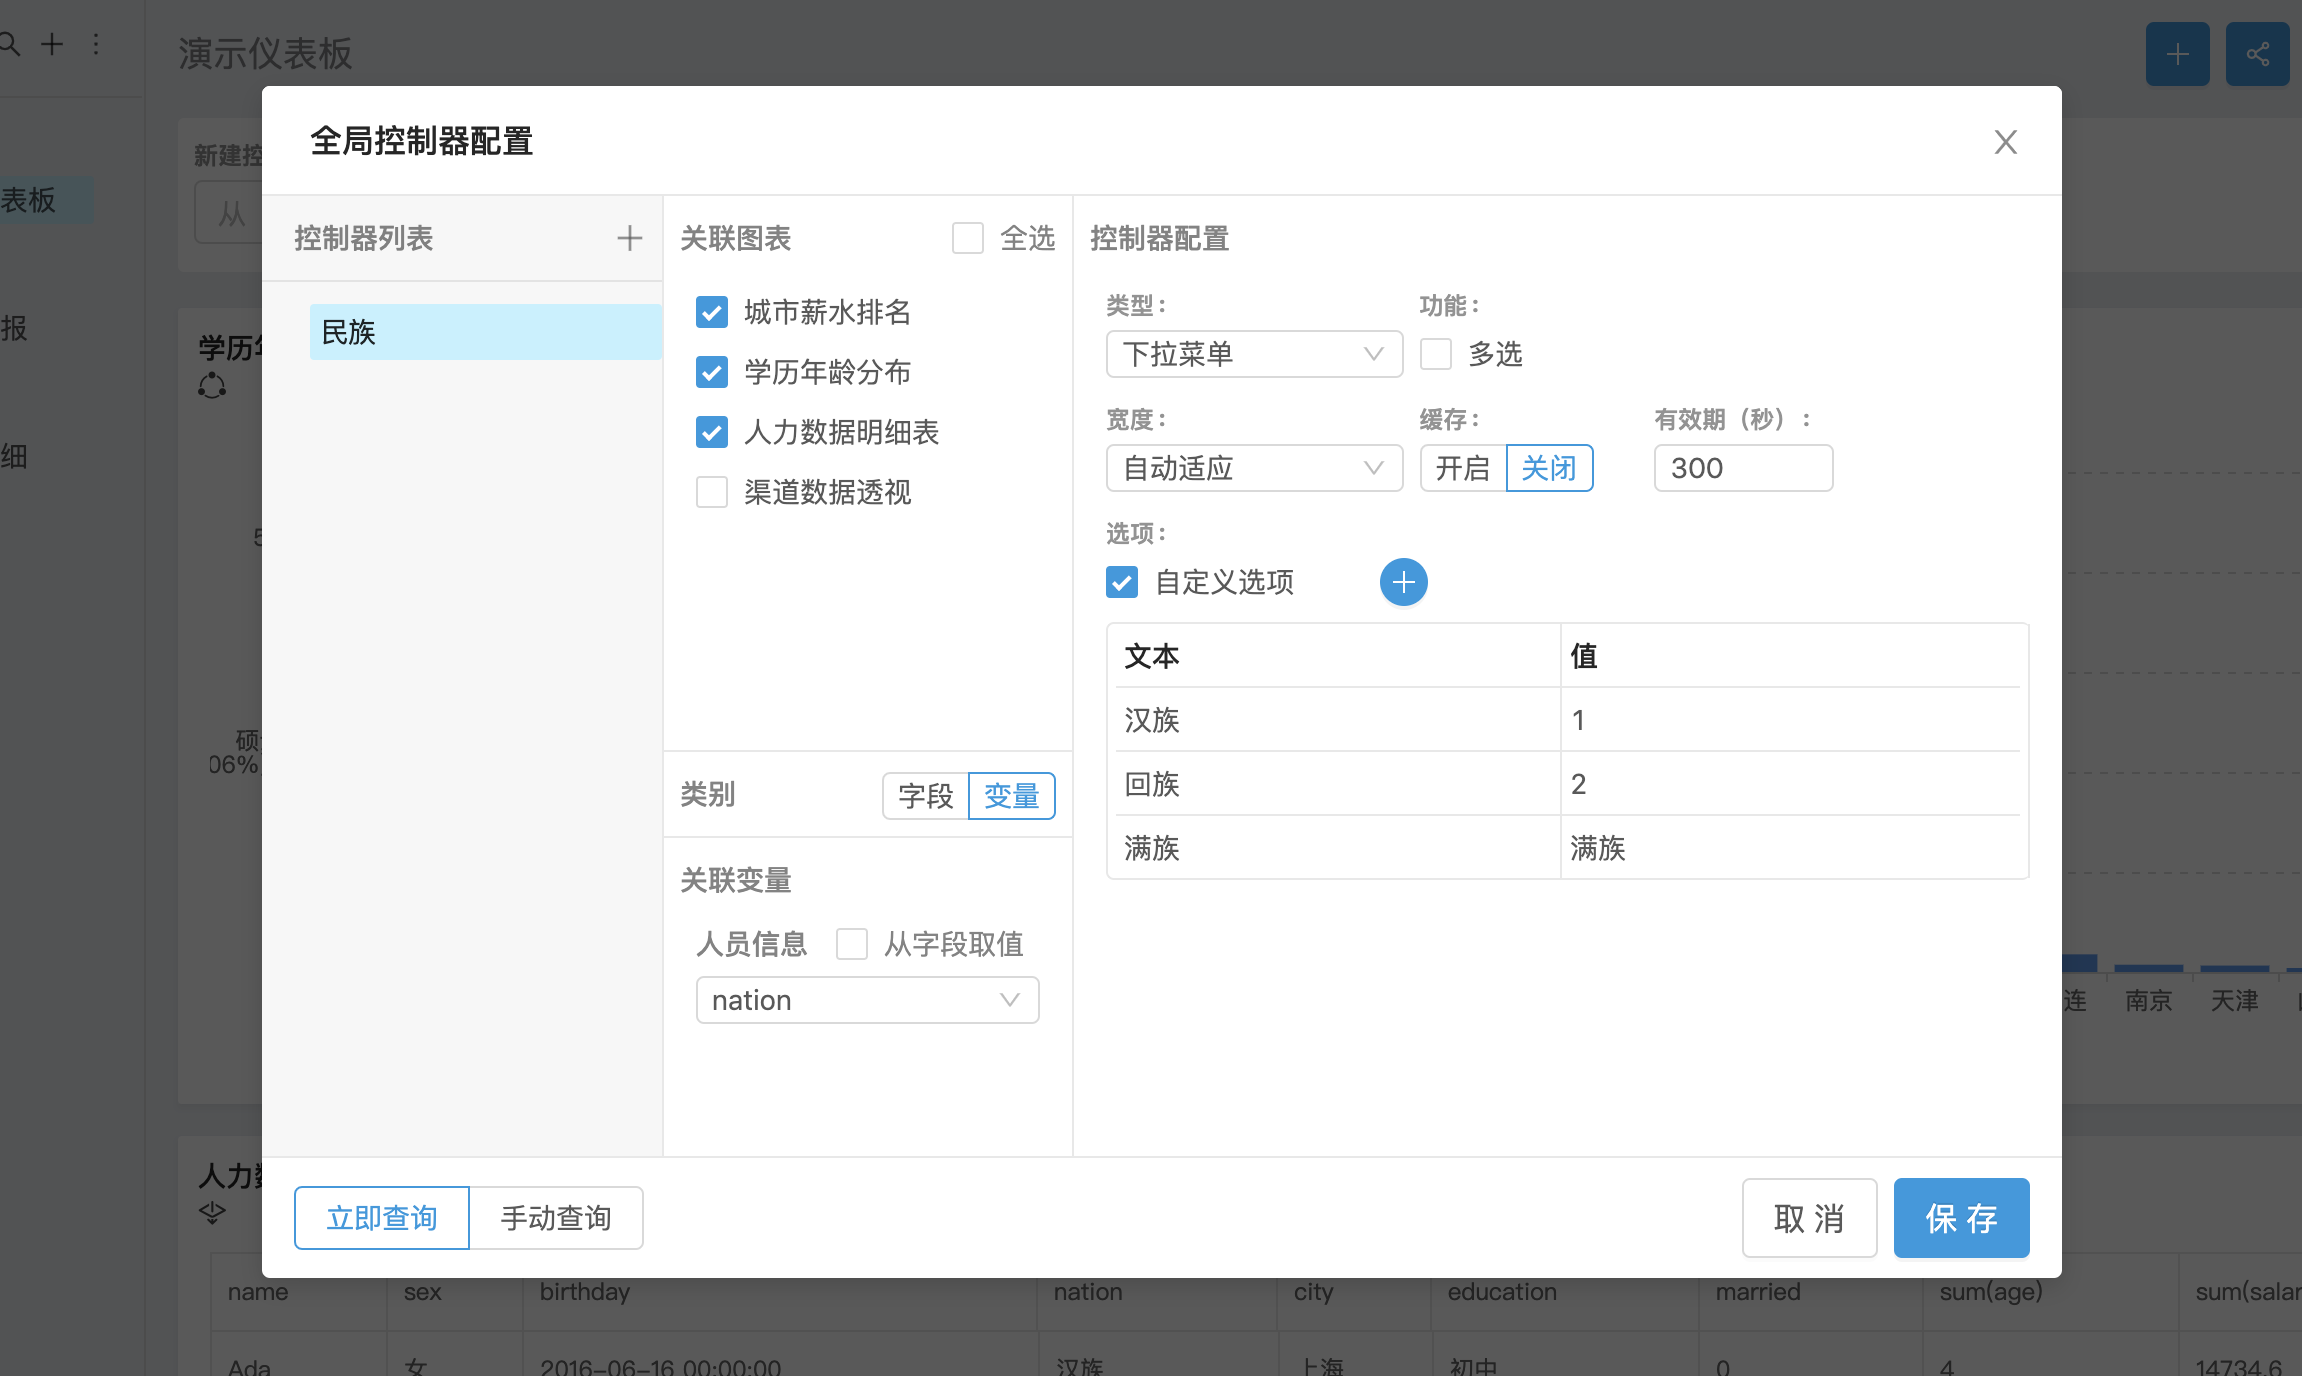 演示仪表板
新建控
表板
从
报
细
学历年
硕
06%
全局控制器配置
控制器列表
民族
关联图表
全选
城市薪水排名
学历年龄分布
人力数据明细表
渠道数据透视
类别
字段
变量
关联变量
人员信息
从字段取值
nation
控制器配置
类型：
功能：
下拉菜单
多选
宽度：
缓存：
有效期（秒）：
自动适应
开启
关闭
300
选项：
自定义选项
文本
值
汉族
1
回族
2
满族
满族
连
南京
天津
立即查询
手动查询
取 消
保 存
人力数
name
sex
birthday
nation
city
education
married
sum(age)
sum(salar
Ada
女
2016-06-16 00:00:00
汉族
上海
初中
0
4
14734.6